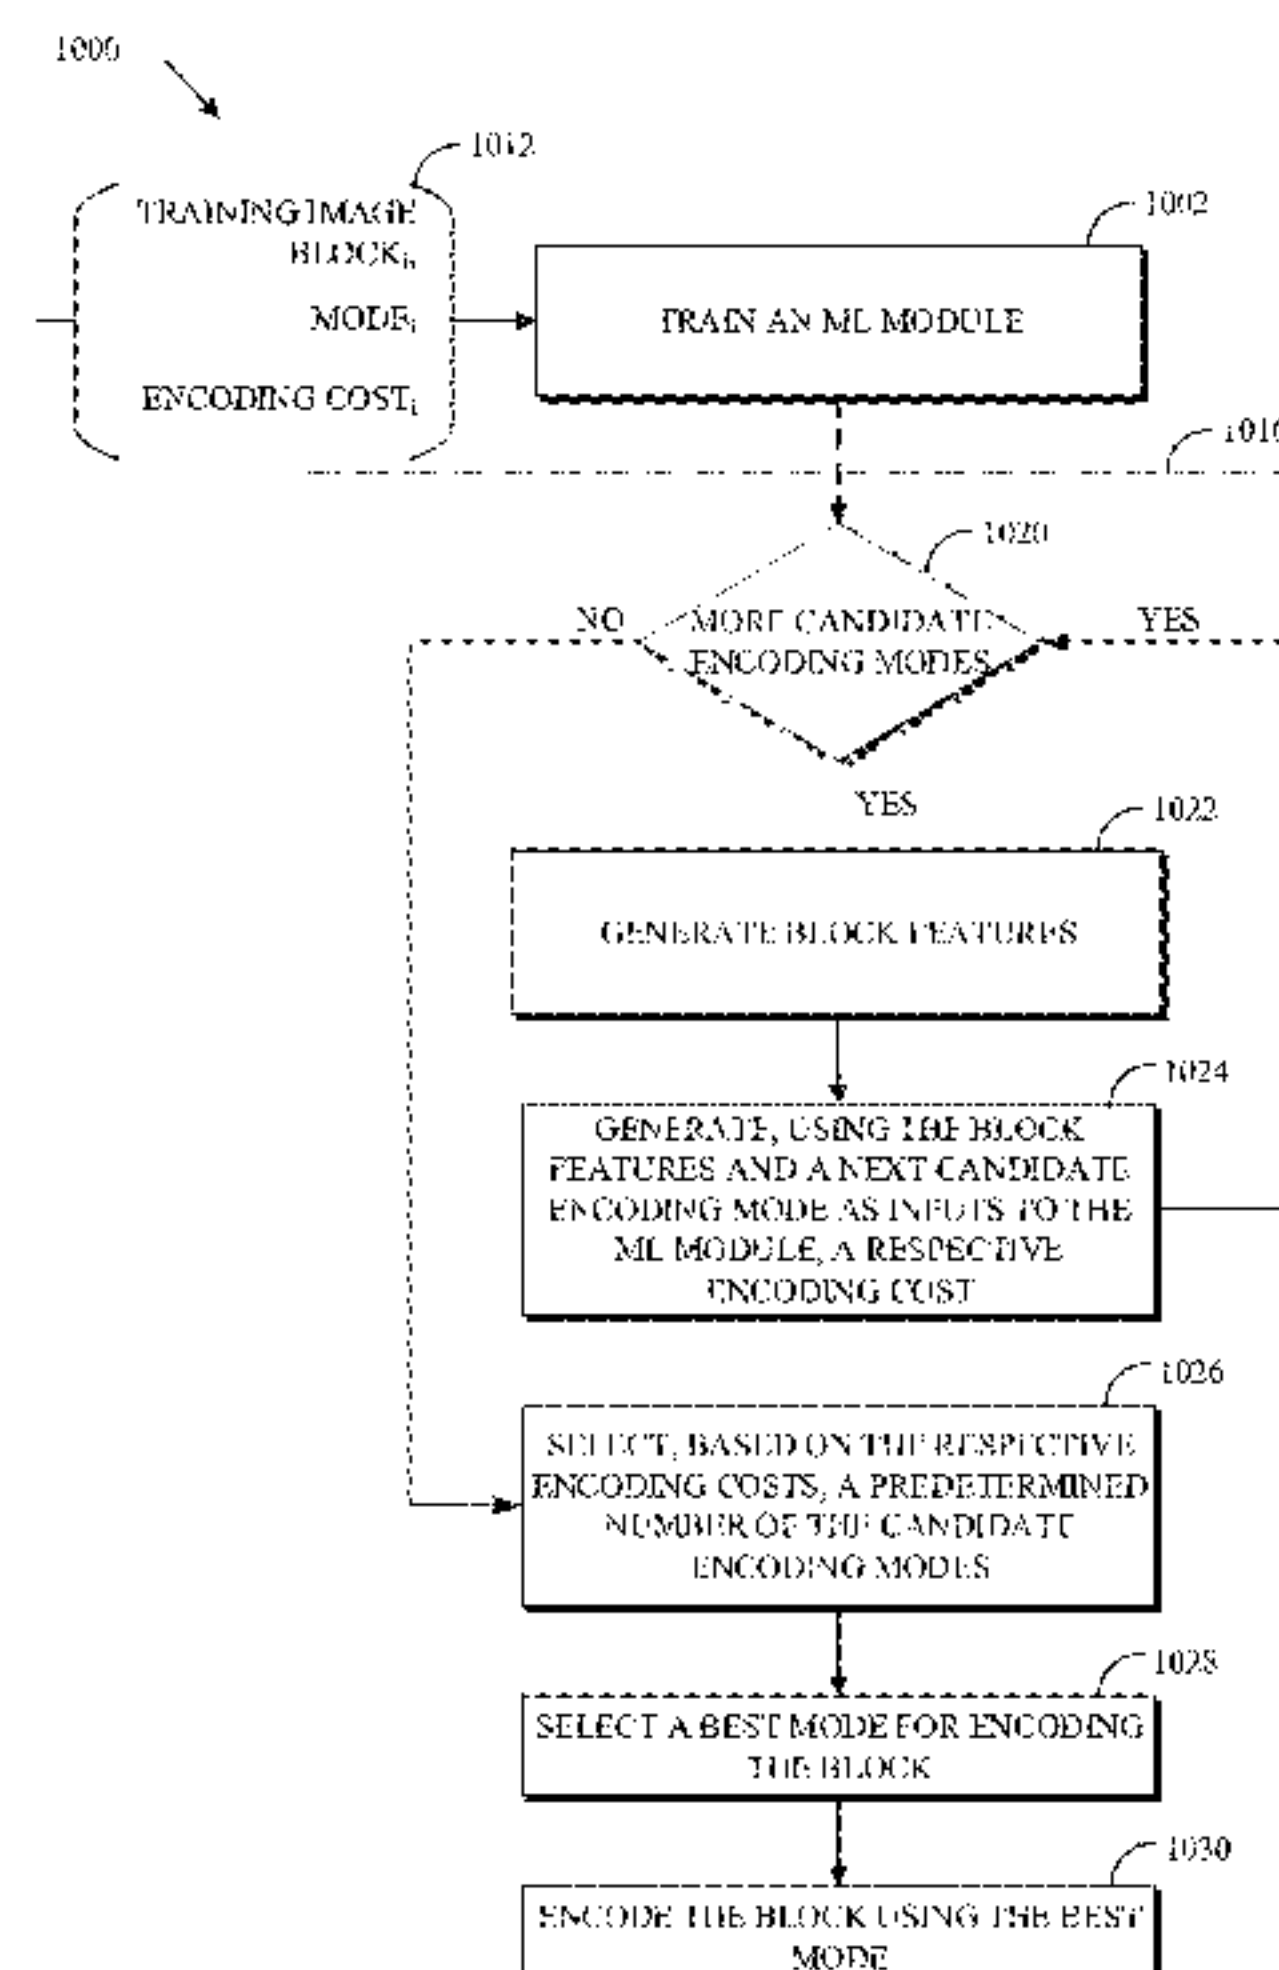 1000
1012
TRAINING IMAGE
BLOCKi,
MODEi
ENCODING COSTi
1002
TRAIN AN ML MODULE
1016
1020
NO
MORE CANDIDATE
ENCODING MODES
YES
YES
1022
GENERATE BLOCK FEATURES
1024
GENERATE, USING THE BLOCK
FEATURES AND A NEXT CANDIDATE
ENCODING MODE AS INPUTS TO THE
ML MODULE, A RESPECTIVE
ENCODING COST
1026
SELECT, BASED ON THE RESPECTIVE
ENCODING COSTS, A PREDETERMINED
NUMBER OF THE CANDIDATE
ENCODING MODES
1028
SELECT A BEST MODE FOR ENCODING
THE BLOCK
1030
ENCODE THE BLOCK USING THE BEST
MODE